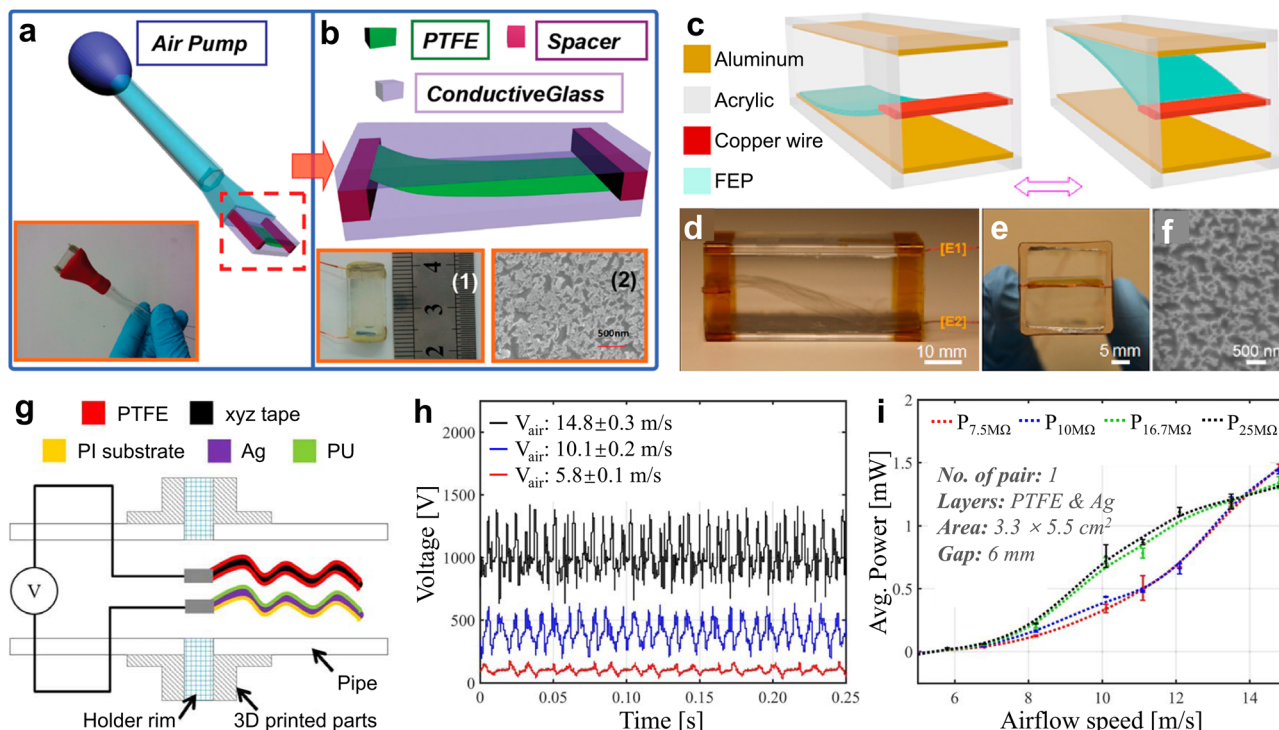 a
Air Pump
b
PTFE
Spacer
ConductiveGlass
(1)
4
3
2
(2)
500nm
c
Aluminum
Acrylic
Copper wire
FEP
d
[E1]
[E2]
10 mm
e
5 mm
f
500 nm
g
PTFE
xyz tape
PI substrate
Ag
PU
V
Pipe
Holder rim
3D printed parts
h
Vair: 14.8±0.3 m/s
Vair: 10.1±0.2 m/s
Vair: 5.8±0.1 m/s
Voltage [V]
2000
1500
1000
500
0
0
0.05
0.10
0.15
0.20
0.25
Time [s]
i
P7.5MΩ
P10MΩ
P16.7MΩ
P25MΩ
No. of pair: 1
Layers: PTFE & Ag
Area: 3.3 × 5.5 cm²
Gap: 6 mm
Avg. Power [mW]
2
1.5
1
0.5
0
6
8
10
12
14
Airflow speed [m/s]